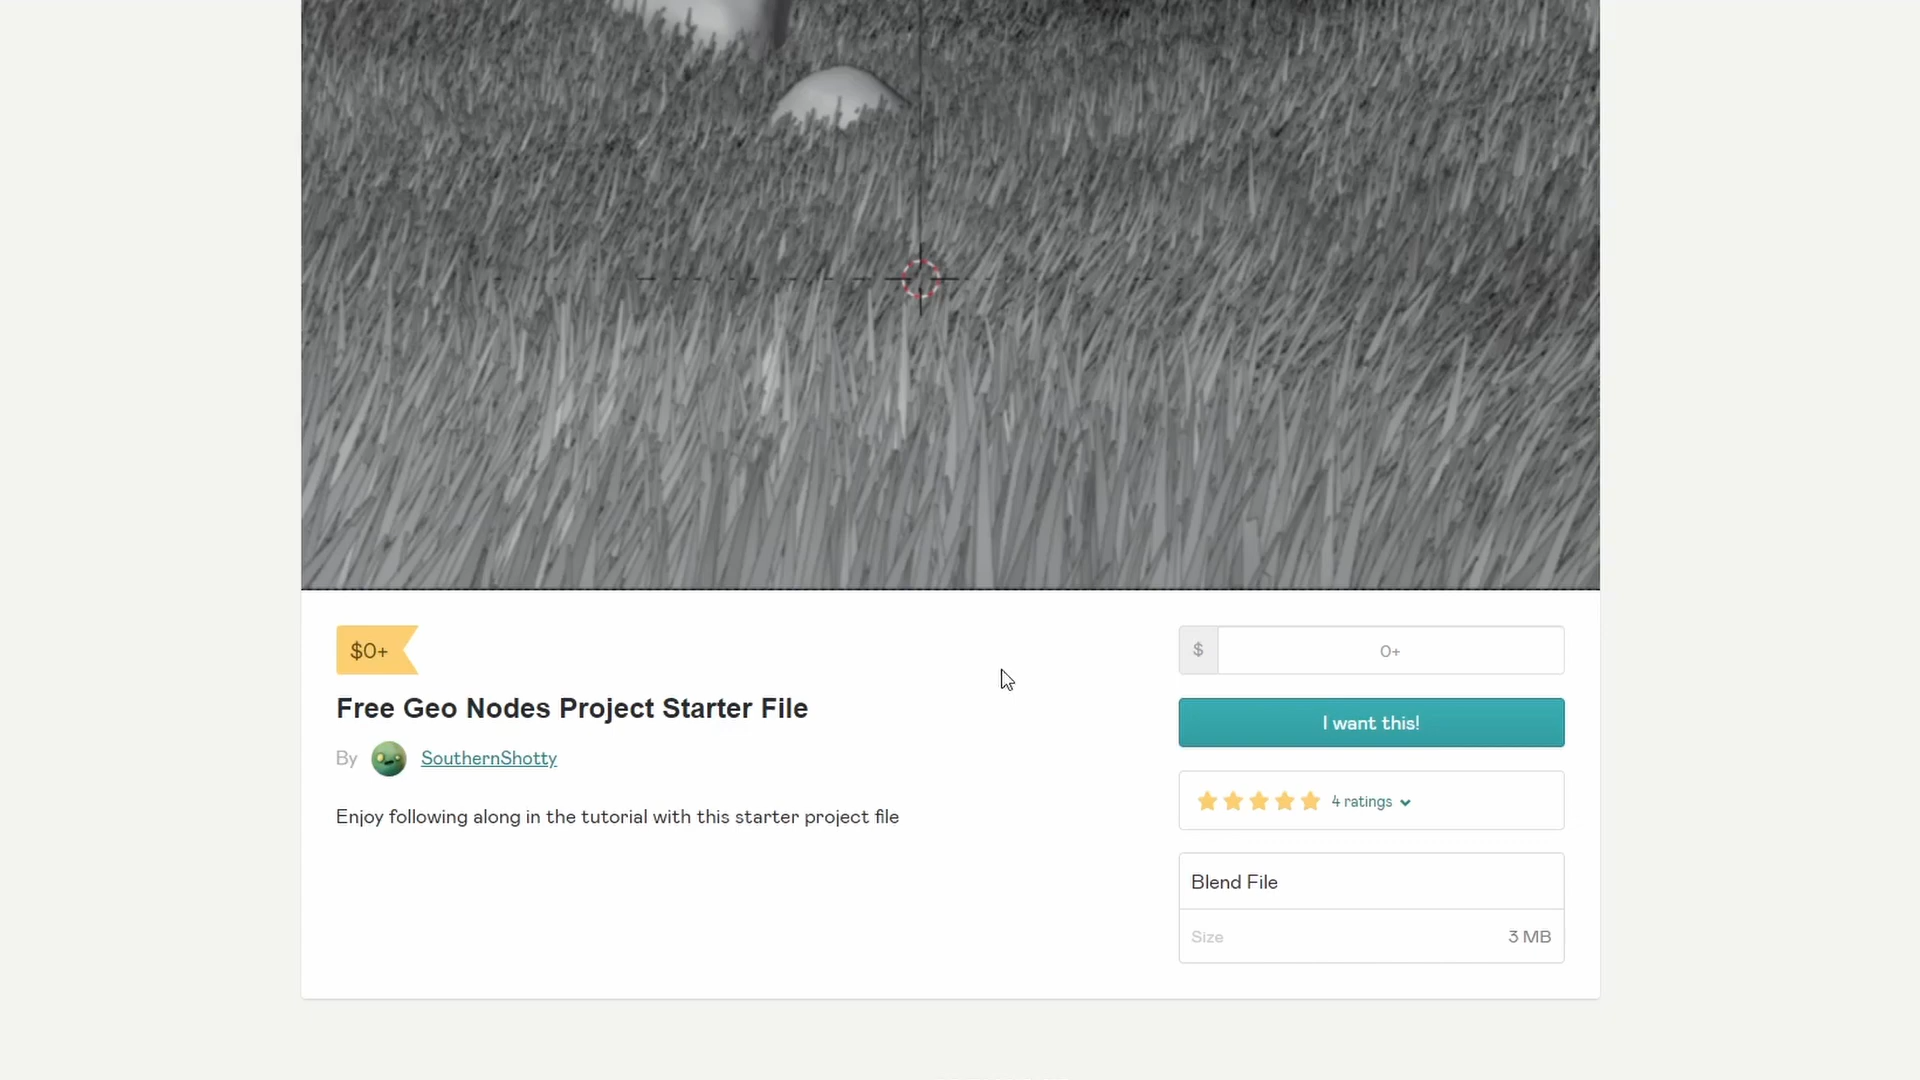 $0+
$ 0+
Free Geo Nodes Project Starter File
I want this!
By SouthernShotty
4 ratings
Enjoy following along in the tutorial with this starter project file
Blend File
Size 3 MB